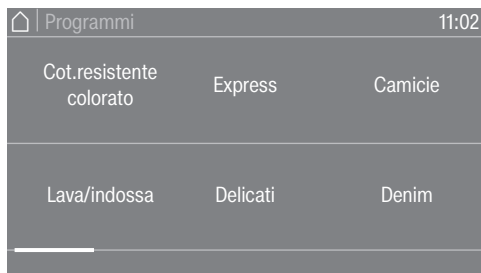 Programmi 11:02
Cot.resistente
colorato
Express
Camicie
Lava/indossa
Delicati
Denim